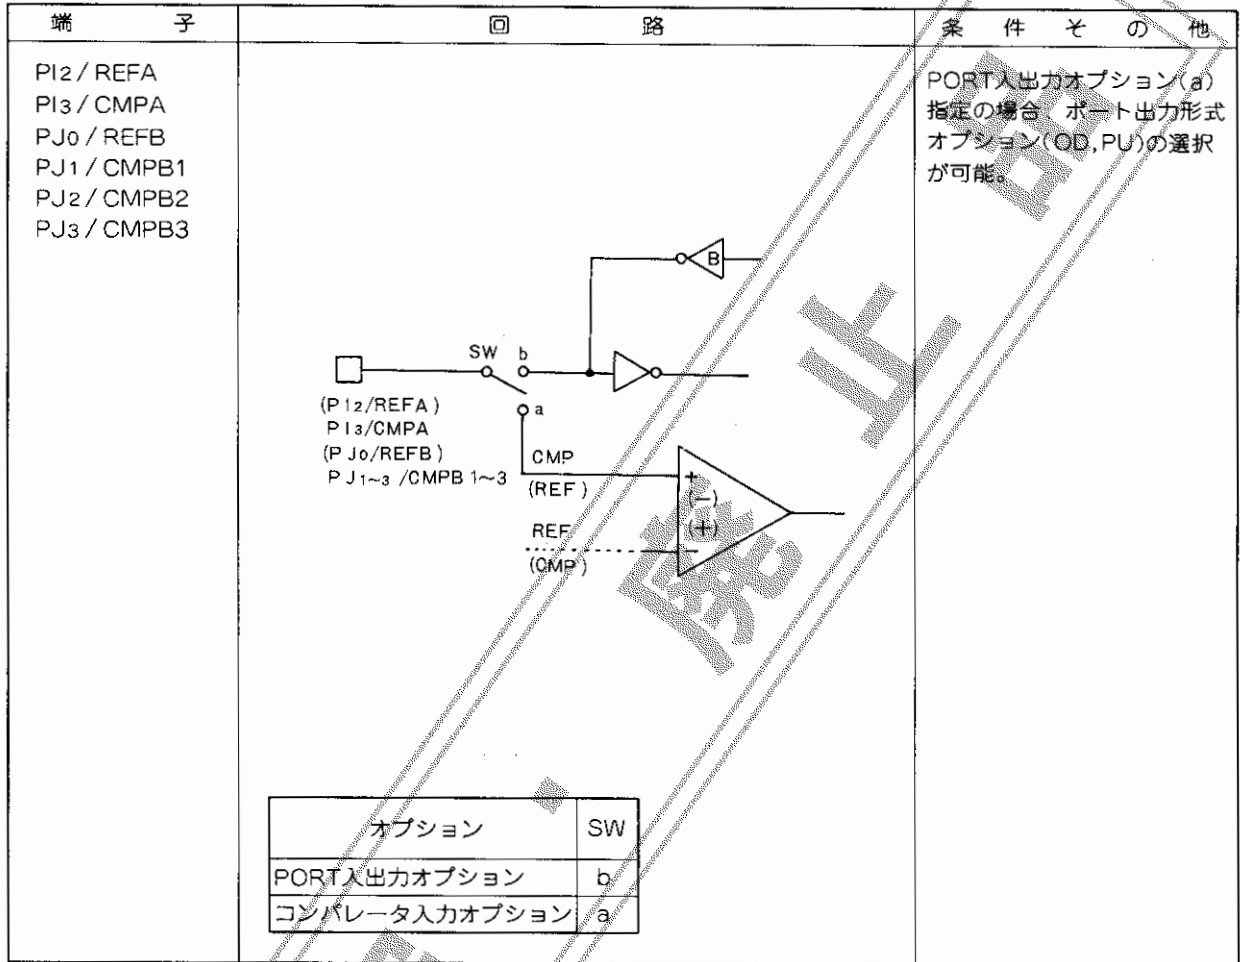 端子
回路
条件その他
PI2/REFA
PI3/CMPA
PJ0/REFB
PJ1/CMPB1
PJ2/CMPB2
PJ3/CMPB3
PORT入出力オプション(a)
指定の場合、ポート出力形式
オプション(OD,PU)の選択
が可能。
B
SW b
a
(PI2/REFA)
PI3/CMPA
(PJ0/REFB)
PJ1~3/CMPB1~3
CMP
(REF)
REF
(CMP)
+
(−)
(+)
−
オプション SW
PORT入出力オプション b
コンパレータ入力オプション a
廃止品